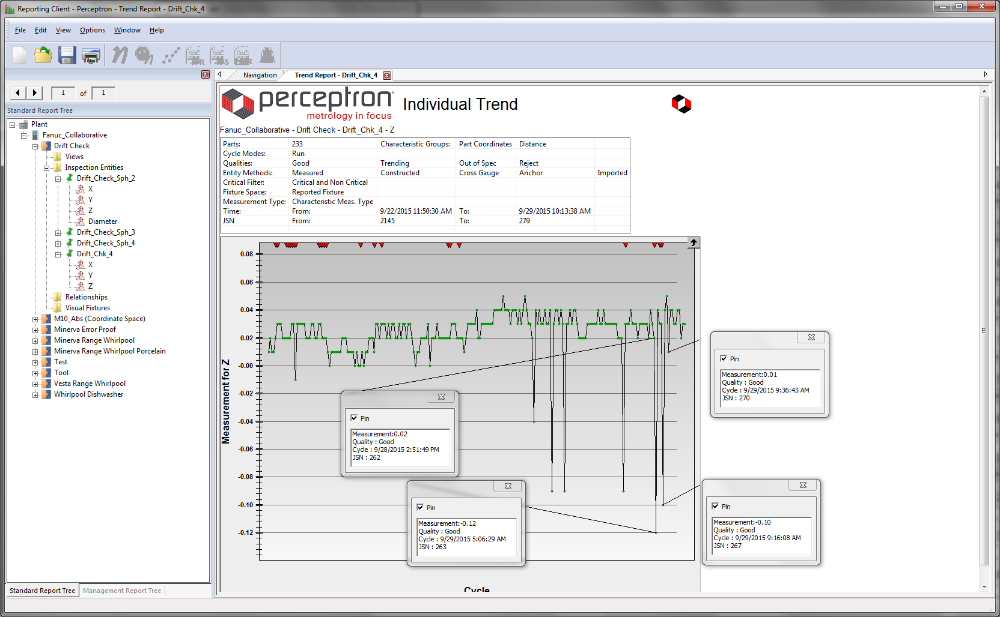 Reporting Client - Perceptron - Trend Report - Drift_Chk_4
File Edit View Options Window Help
Navigation Trend Report - Drift_Chk_4
1 of 1
Standard Report Tree
Plant
Fanuc_Collaborative
Drift Check
Views
Inspection Entities
Drift_Check_Sph_2
X
Y
Z
Diameter
Drift_Check_Sph_3
Drift_Check_Sph_4
Drift_Chk_4
X
Y
Z
Relationships
Visual Fixtures
M10_Abs (Coordinate Space)
Minerva Error Proof
Minerva Range Whirlpool
Minerva Range Whirlpool Porcelain
Test
Tool
Vesta Range Whirlpool
Whirlpool Dishwasher
Standard Report Tree Management Report Tree
perceptron
metrology in focus
Individual Trend
Fanuc_Collaborative - Drift Check - Drift_Chk_4 - Z
Parts: 233 Characteristic Groups: Part Coordinates Distance
Cycle Modes: Run
Qualities: Good Trending Out of Spec Reject
Entity Methods: Measured Constructed Cross Gauge Anchor Imported
Critical Filter: Critical and Non Critical
Fixture Space: Reported Fixture
Measurement Type: Characteristic Meas. Type
Time: From: 9/22/2015 11:50:30 AM To: 9/29/2015 10:13:38 AM
JSN From: 2145 To: 279
Measurement for Z
0.08
0.06
0.04
0.02
-0.00
-0.02
-0.04
-0.06
-0.08
-0.10
-0.12
Cycle
Pin
Measurement:0.02
Quality : Good
Cycle : 9/28/2015 2:51:49 PM
JSN : 262
Pin
Measurement:-0.12
Quality : Good
Cycle : 9/29/2015 5:06:29 AM
JSN : 263
Pin
Measurement:0.01
Quality : Good
Cycle : 9/29/2015 9:36:43 AM
JSN : 270
Pin
Measurement:-0.10
Quality : Good
Cycle : 9/29/2015 9:16:08 AM
JSN : 267